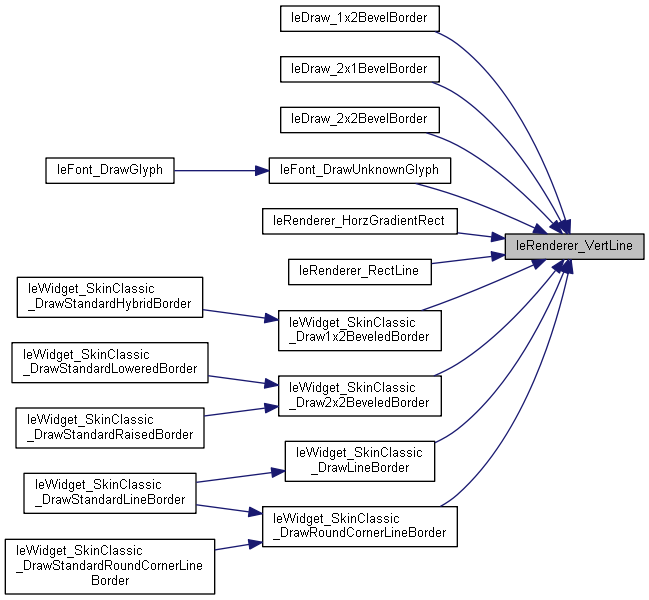 leDraw_1x2BevelBorder
leDraw_2x1BevelBorder
leDraw_2x2BevelBorder
leFont_DrawGlyph
leFont_DrawUnknownGlyph
leRenderer_HorzGradientRect
leRenderer_VertLine
leRenderer_RectLine
leWidget_SkinClassic
_DrawStandardHybridBorder
leWidget_SkinClassic
_Draw1x2BeveledBorder
leWidget_SkinClassic
_DrawStandardLoweredBorder
leWidget_SkinClassic
_Draw2x2BeveledBorder
leWidget_SkinClassic
_DrawStandardRaisedBorder
leWidget_SkinClassic
_DrawLineBorder
leWidget_SkinClassic
_DrawStandardLineBorder
leWidget_SkinClassic
_DrawRoundCornerLineBorder
leWidget_SkinClassic
_DrawStandardRoundCornerLine
Border